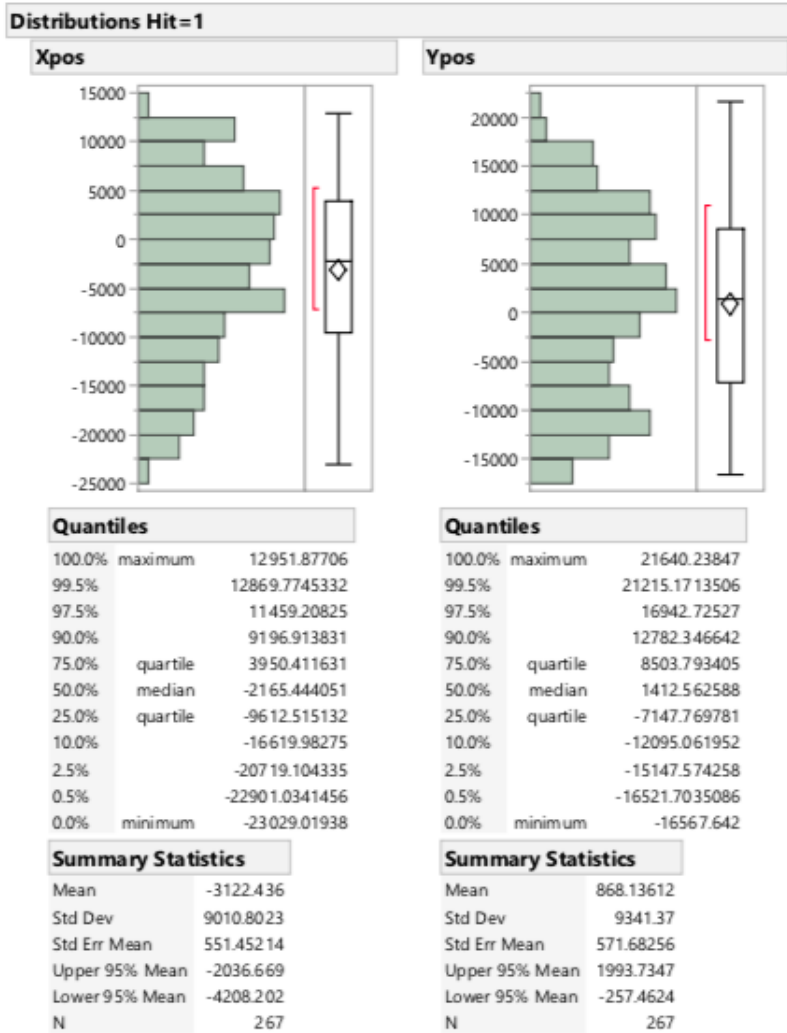 Distributions Hit=1
Xpos
15000
10000
5000
0
-5000
-10000
-15000
-20000
-25000
Quantiles
100.0% maximum 12951.87706
99.5% 12869.7745332
97.5% 11459.20825
90.0% 9196.913831
75.0% quartile 3950.411631
50.0% median -2165.444051
25.0% quartile -9612.515132
10.0% -16619.98275
2.5% -20719.104335
0.5% -22901.0341456
0.0% minimum -23029.01938
Summary Statistics
Mean -3122.436
Std Dev 9010.8023
Std Err Mean 551.45214
Upper 95% Mean -2036.669
Lower 95% Mean -4208.202
N 267
Ypos
20000
15000
10000
5000
0
-5000
-10000
-15000
Quantiles
100.0% maximum 21640.23847
99.5% 21215.1713506
97.5% 16942.72527
90.0% 12782.346642
75.0% quartile 8503.793405
50.0% median 1412.562588
25.0% quartile -7147.769781
10.0% -12095.061952
2.5% -15147.574258
0.5% -16521.7035086
0.0% minimum -16567.642
Summary Statistics
Mean 868.13612
Std Dev 9341.37
Std Err Mean 571.68256
Upper 95% Mean 1993.7347
Lower 95% Mean -257.4624
N 267